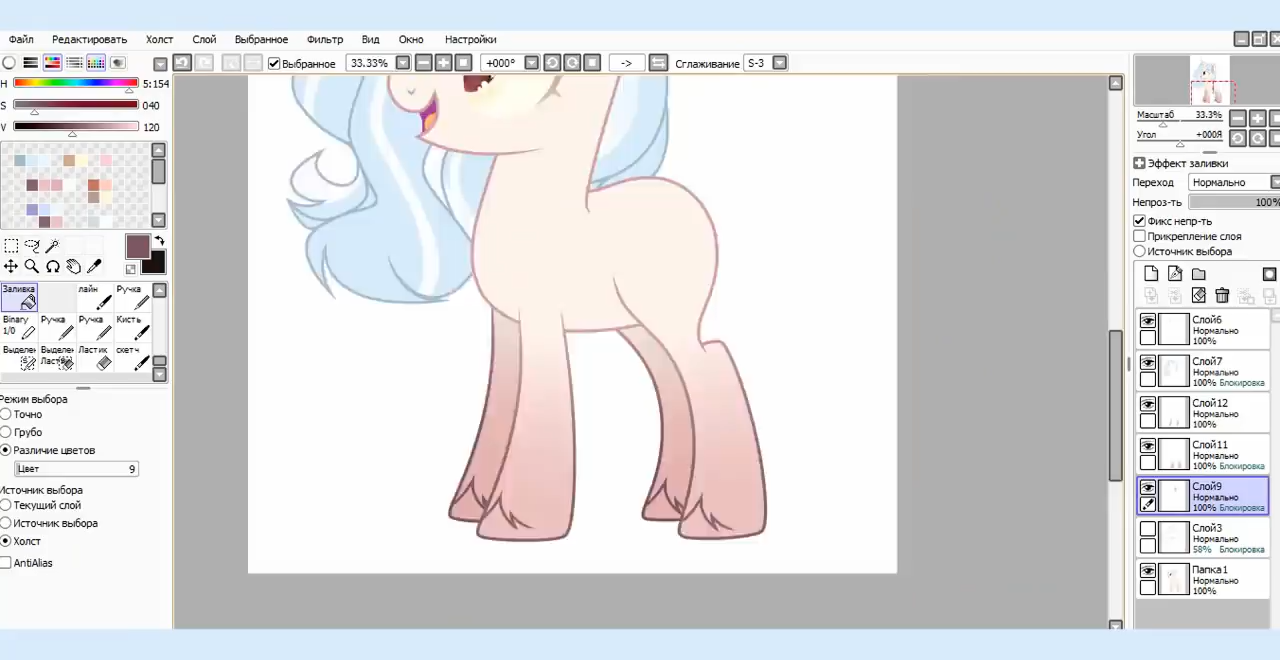 Файл Редактировать Холст Слой Выбранное Фильтр Вид Окно Настройки
Выбранное 33.33% +000° -> Сглаживание S-3
H 5:154
S 040
V 120
Заливка лайн Ручка
Binary 1/0 Ручка Ручка Кисть
Выделен Выделен Ластик скетч
Ласт
Режим выбора
Точно
Грубо
Различие цветов
Цвет 9
Источник выбора
Текущий слой
Источник выбора
Холст
AntiAlias
Масштаб 33.3%
Угол +000Я
Эффект заливки
Переход Нормально
Непроз-ть 100%
Фикс непр-ть
Прикрепление слоя
Источник выбора
Слой6
Нормально
100%
Слой7
Нормально
100% Блокировка
Слой12
Нормально
100%
Слой11
Нормально
100% Блокировка
Слой9
Нормально
100% Блокировка
Слой3
Нормально
58% Блокировка
Папка1
Нормально
100%